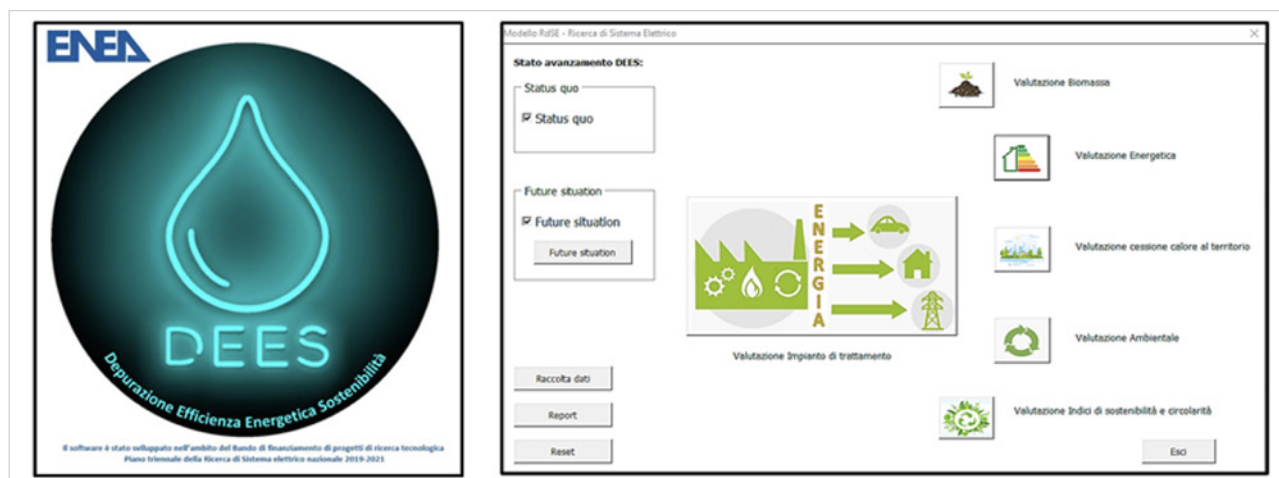 ENEA
DEES
Depurazione Efficienza Energetica Sostenibilità
Il software è stato sviluppato nell'ambito del Bando di finanziamento di progetti di ricerca tecnologica
Piano triennale della Ricerca di Sistema elettrico nazionale 2019-2021
Modello RdSE - Ricerca di Sistema Elettrico
Stato avanzamento DEES:
Status quo
Status quo
Future situation
Future situation
Future situation
Raccolta dati
Report
Reset
ENERGIA
Valutazione Impianto di trattamento
Valutazione Biomassa
Valutazione Energetica
Valutazione cessione calore al territorio
Valutazione Ambientale
Valutazione Indici di sostenibilità e circolarità
Esci